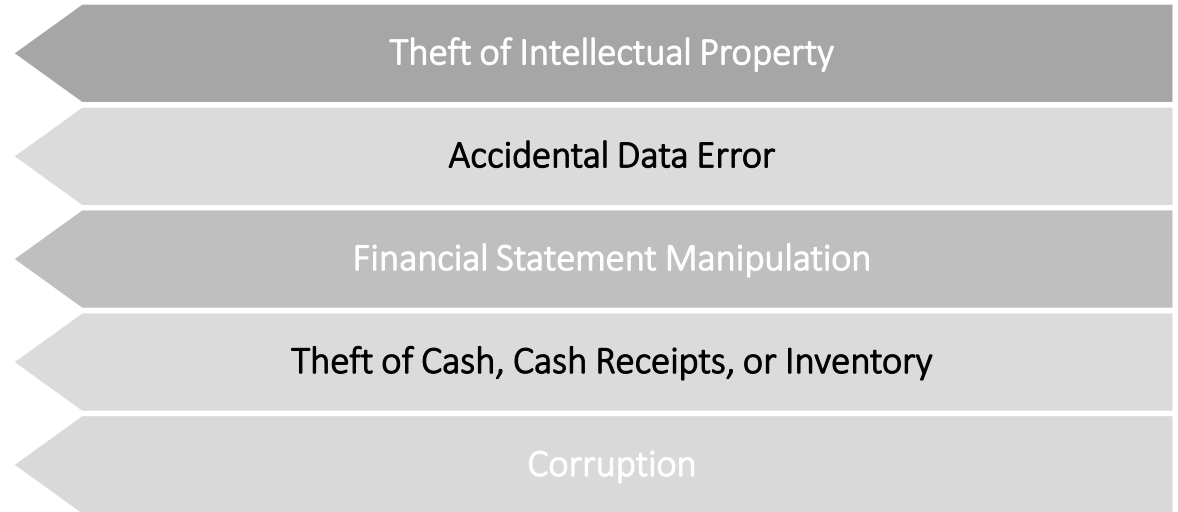 Theft of Intellectual Property
Accidental Data Error
Financial Statement Manipulation
Theft of Cash, Cash Receipts, or Inventory
Corruption